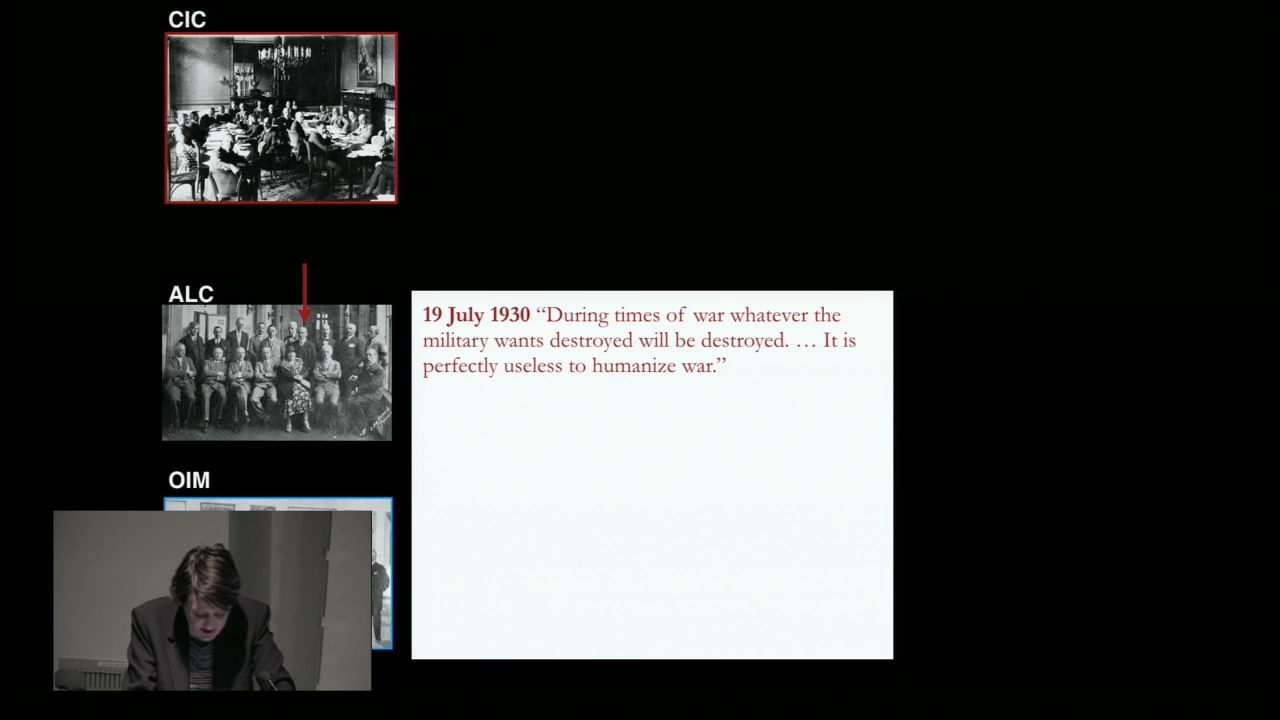 CIC
ALC
19 July 1930 “During times of war whatever the
military wants destroyed will be destroyed. … It is
perfectly useless to humanize war.”
OIM